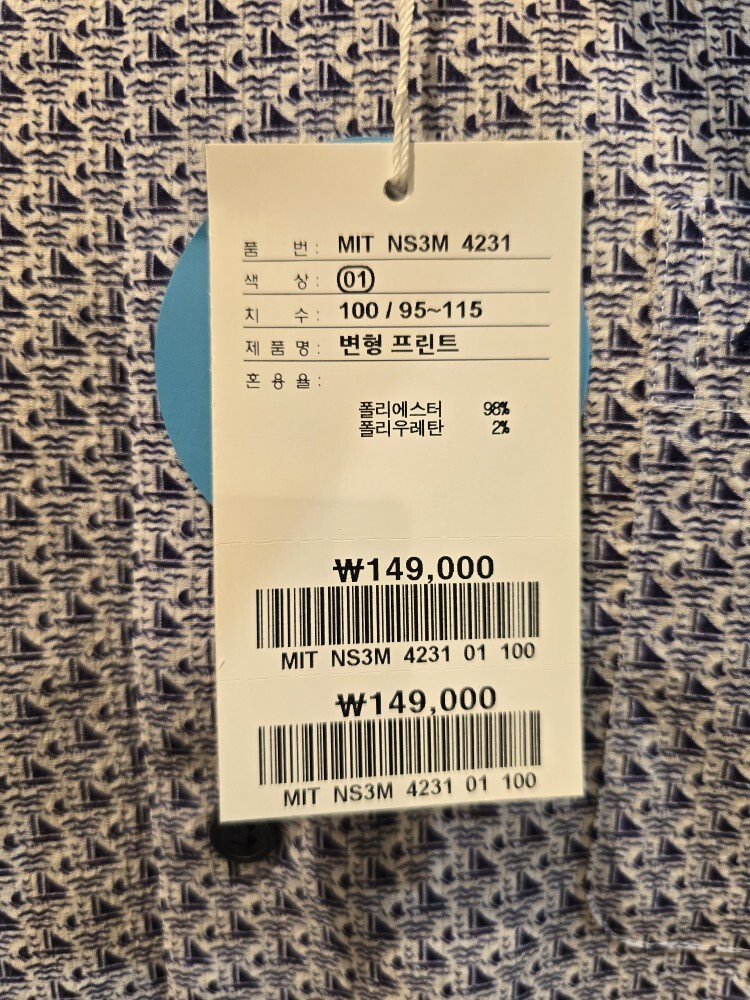 품 번 : MIT NS3M 4231
색 상 : 01
치 수 : 100 / 95~115
제 품 명 : 변형 프린트
혼 용 율 :
폴리에스터 98%
폴리우레탄 2%
₩149,000
MIT NS3M 4231 01 100
₩149,000
MIT NS3M 4231 01 100